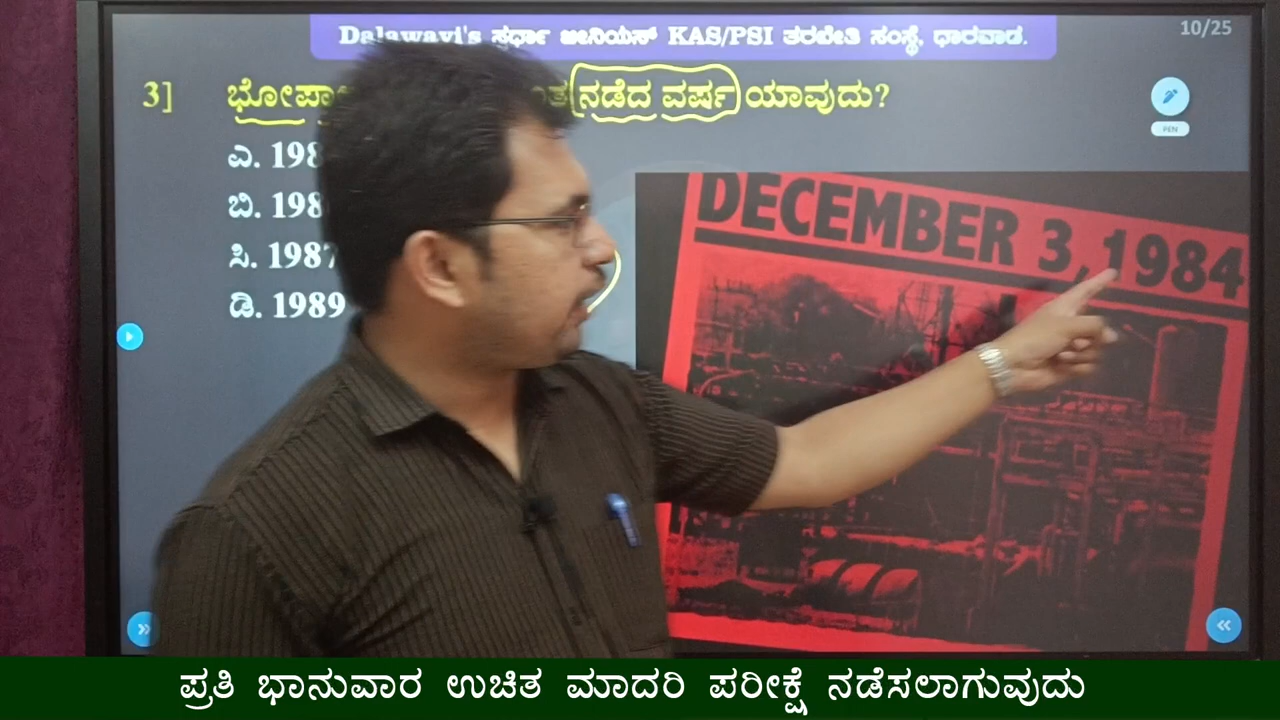 Dalawayi's ಸ್ಪರ್ಧಾ ಜೀನಿಯಸ್ KAS/PSI ತರಬೇತಿ ಸಂಸ್ಥೆ, ಧಾರವಾಡ.
10/25
3] ನಡೆದ ವರ್ಷ ಯಾವುದು?
PEN
ಎ.
ಬಿ.
ಸಿ. 1987
ಡಿ. 1989
DECEMBER 3, 1984
ಪ್ರತಿ ಭಾನುವಾರ ಉಚಿತ ಮಾದರಿ ಪರೀಕ್ಷೆ ನಡೆಸಲಾಗುವುದು